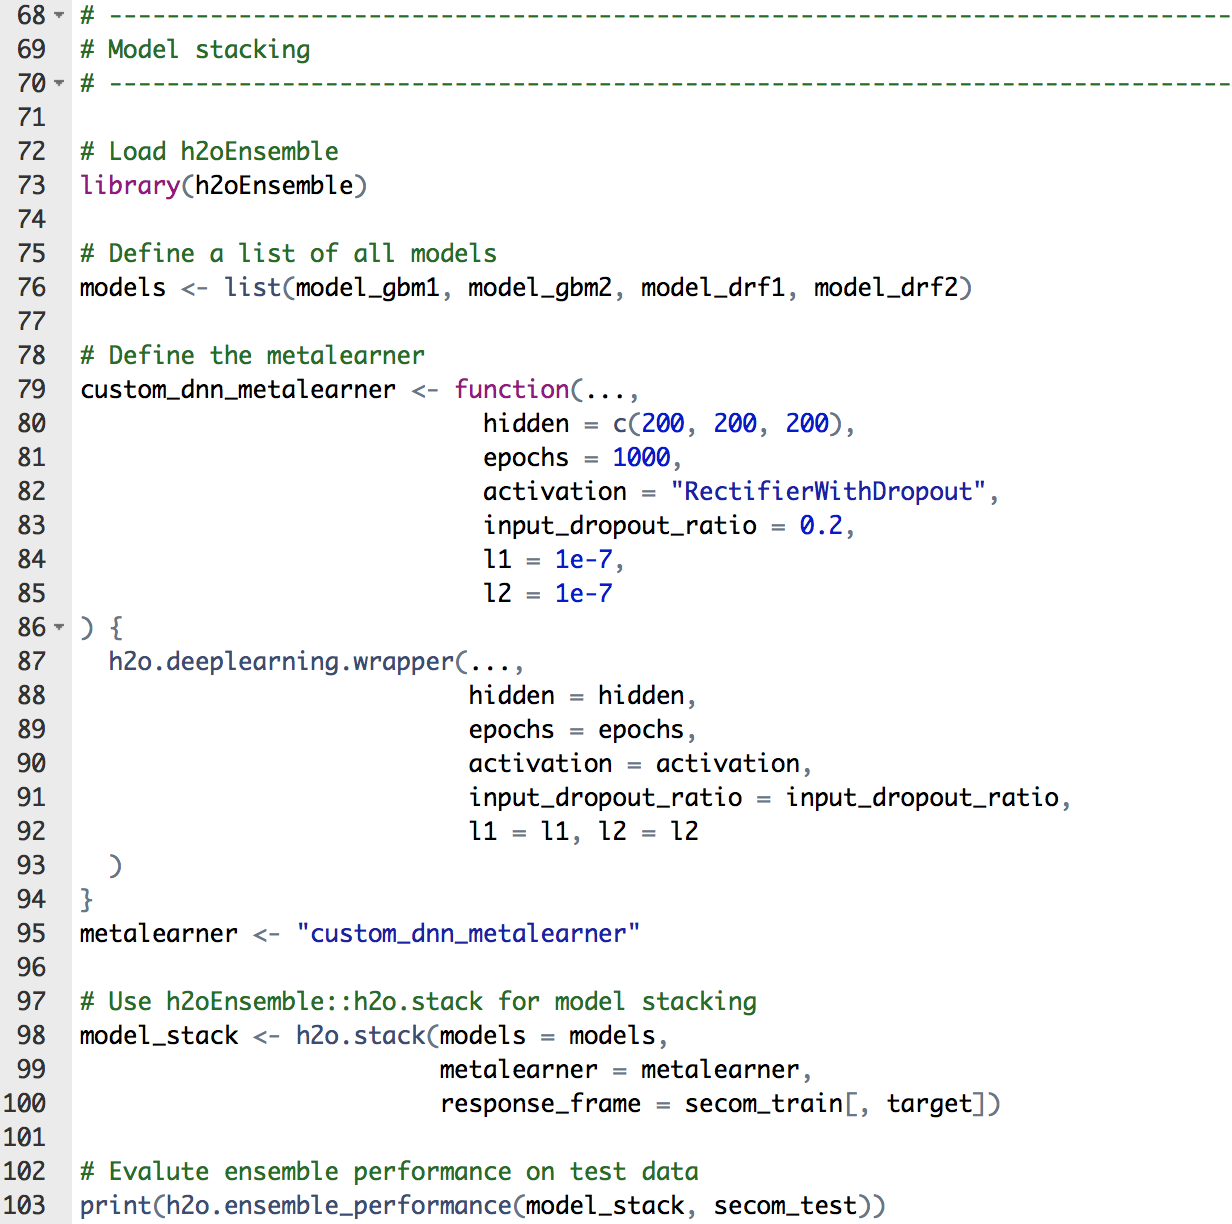 68 # ------------------------------------------------------------------------------
69 # Model stacking
70 # ------------------------------------------------------------------------------
71
72 # Load h2oEnsemble
73 library(h2oEnsemble)
74
75 # Define a list of all models
76 models <- list(model_gbm1, model_gbm2, model_drf1, model_drf2)
77
78 # Define the metalearner
79 custom_dnn_metalearner <- function(...,
80                             hidden = c(200, 200, 200),
81                             epochs = 1000,
82                             activation = "RectifierWithDropout",
83                             input_dropout_ratio = 0.2,
84                             l1 = 1e-7,
85                             l2 = 1e-7
86 ) {
87   h2o.deeplearning.wrapper(...,
88                            hidden = hidden,
89                            epochs = epochs,
90                            activation = activation,
91                            input_dropout_ratio = input_dropout_ratio,
92                            l1 = l1, l2 = l2
93   )
94 }
95 metalearner <- "custom_dnn_metalearner"
96
97 # Use h2oEnsemble::h2o.stack for model stacking
98 model_stack <- h2o.stack(models = models,
99                          metalearner = metalearner,
100                          response_frame = secom_train[, target])
101
102 # Evalute ensemble performance on test data
103 print(h2o.ensemble_performance(model_stack, secom_test))